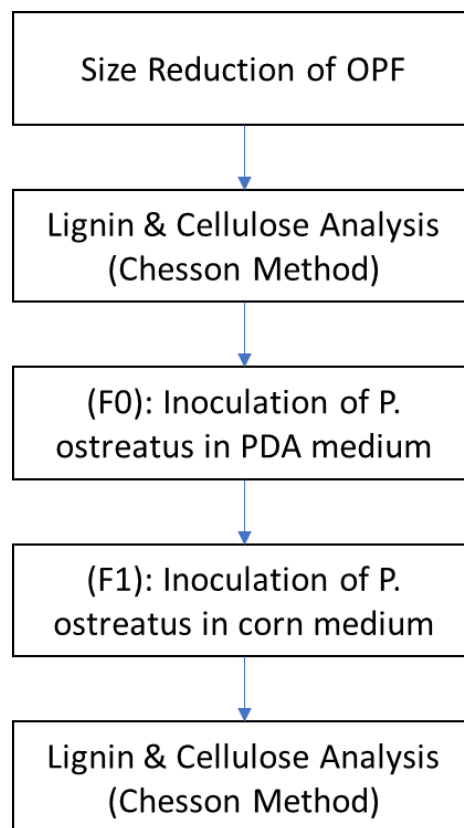 Size Reduction of OPF
Lignin & Cellulose Analysis
(Chesson Method)
(F0): Inoculation of P.
ostreatus in PDA medium
(F1): Inoculation of P.
ostreatus in corn medium
Lignin & Cellulose Analysis
(Chesson Method)